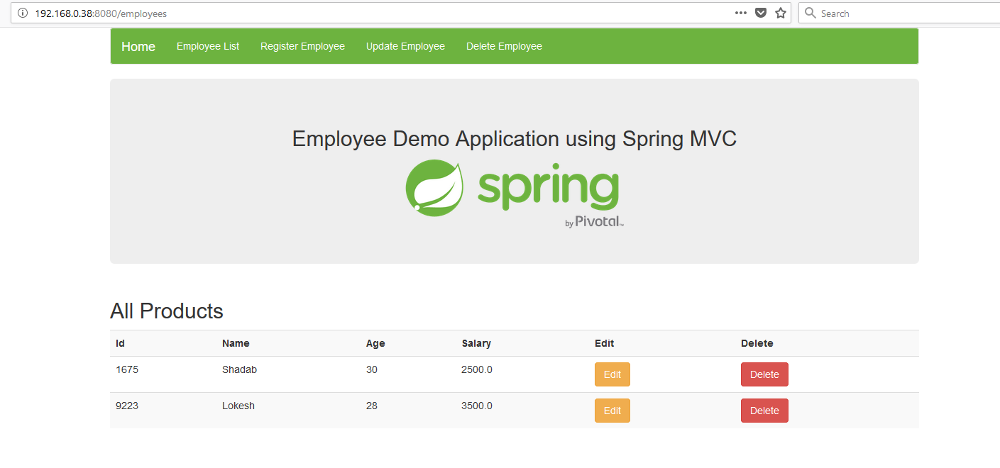 192.168.0.38:8080/employees
Search
Home Employee List Register Employee Update Employee Delete Employee
Employee Demo Application using Spring MVC
spring
by Pivotal™
All Products
Id Name Age Salary Edit Delete
1675 Shadab 30 2500.0 Edit Delete
9223 Lokesh 28 3500.0 Edit Delete